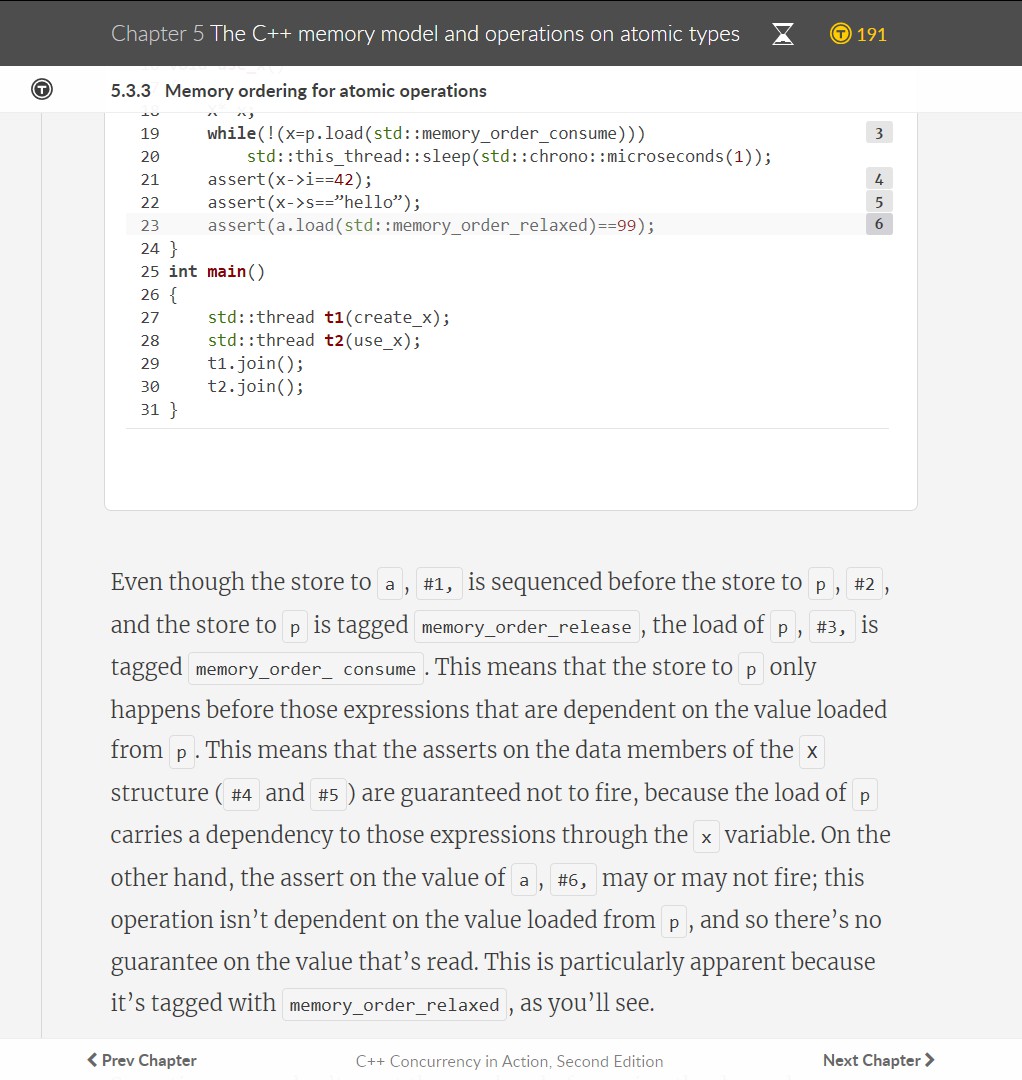 Chapter 5 The C++ memory model and operations on atomic types 191
5.3.3 Memory ordering for atomic operations
19 while(!(x=p.load(std::memory_order_consume))) 3
20 std::this_thread::sleep(std::chrono::microseconds(1));
21 assert(x->i==42); 4
22 assert(x->s==”hello”); 5
23 assert(a.load(std::memory_order_relaxed)==99); 6
24 }
25 int main()
26 {
27 std::thread t1(create_x);
28 std::thread t2(use_x);
29 t1.join();
30 t2.join();
31 }
Even though the store to a, #1, is sequenced before the store to p, #2,
and the store to p is tagged memory_order_release, the load of p, #3, is
tagged memory_order_ consume. This means that the store to p only
happens before those expressions that are dependent on the value loaded
from p. This means that the asserts on the data members of the X
structure (#4 and #5) are guaranteed not to fire, because the load of p
carries a dependency to those expressions through the x variable. On the
other hand, the assert on the value of a, #6, may or may not fire; this
operation isn’t dependent on the value loaded from p, and so there’s no
guarantee on the value that’s read. This is particularly apparent because
it’s tagged with memory_order_relaxed, as you’ll see.
Prev Chapter C++ Concurrency in Action, Second Edition Next Chapter